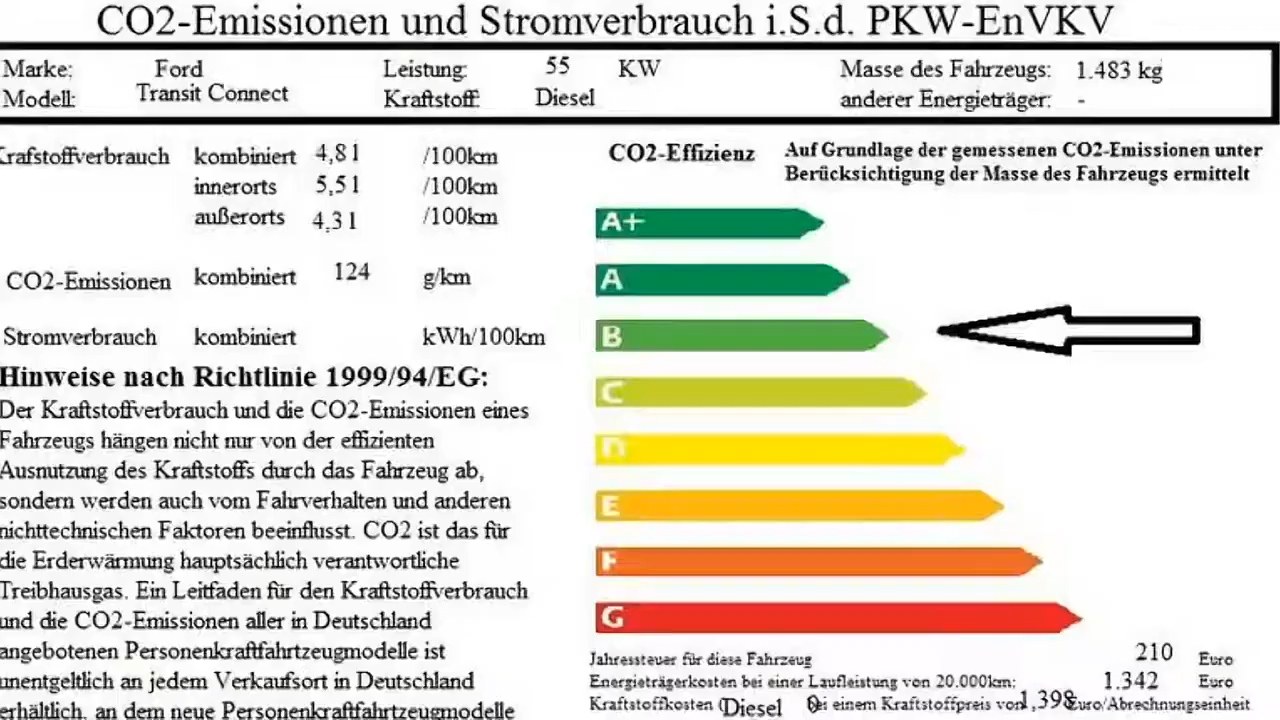 CO2-Emissionen und Stromverbrauch i.S.d. PKW-EnVKV
Marke: Ford Leistung: 55 KW Masse des Fahrzeugs: 1.483 kg
Modell: Transit Connect Kraftstoff: Diesel anderer Energieträger: -
Krafstoffverbrauch kombiniert 4,8 l /100km
innerorts 5,5 l /100km
außerorts 4,3 l /100km
CO2-Emissionen kombiniert 124 g/km
Stromverbrauch kombiniert kWh/100km
Hinweise nach Richtlinie 1999/94/EG:
Der Kraftstoffverbrauch und die CO2-Emissionen eines
Fahrzeugs hängen nicht nur von der effizienten
Ausnutzung des Kraftstoffs durch das Fahrzeug ab,
sondern werden auch vom Fahrverhalten und anderen
nichttechnischen Faktoren beeinflusst. CO2 ist das für
die Erderwärmung hauptsächlich verantwortliche
Treibhausgas. Ein Leitfaden für den Kraftstoffverbrauch
und die CO2-Emissionen aller in Deutschland
angebotenen Personenkraftfahrtzeugmodelle ist
unentgeltlich an jedem Verkaufsort in Deutschland
erhältlich, an dem neue Personenkraftfahrtzeugmodelle
CO2-Effizienz
Auf Grundlage der gemessenen CO2-Emissionen unter
Berücksichtigung der Masse des Fahrzeugs ermittelt
A+
A
B
C
D
E
F
G
Jahressteuer für diese Fahrzeug 210 Euro
Energieträgerkosten bei einer Laufleistung von 20.000km: 1.342 Euro
Kraftstoffkosten (Diesel ) bei einem Kraftstoffpreis von 1,398 Euro/Abrechnungseinheit